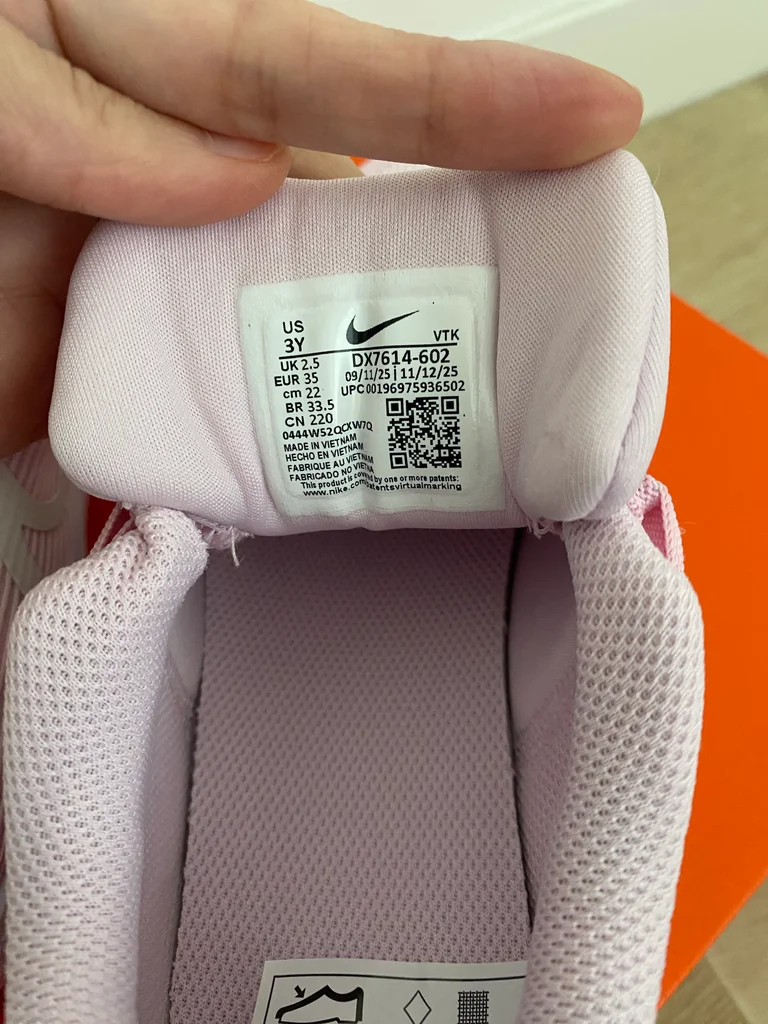 US
3Y
VTK
UK 2.5
DX7614-602
EUR 35
09/11/25 | 11/12/25
cm 22
UPC 00196975936502
BR 33.5
CN 220
0444W52QCXW7Q
MADE IN VIETNAM
HECHO EN VIETNAM
FABRIQUE AU VIETNAM
FABRICADO NO VIETNA
This product is covered by one or more patents:
www.nike.com/patentsvirtualmarking